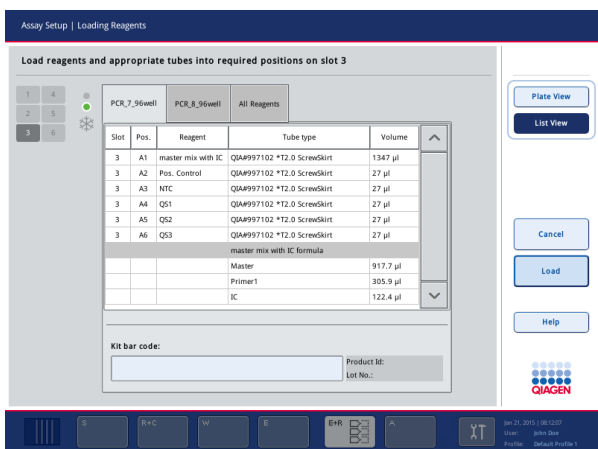 Assay Setup | Loading Reagents
Load reagents and appropriate tubes into required positions on slot 3
1 4
2 5
3 6
PCR_7_96well PCR_8_96well All Reagents
Slot Pos. Reagent Tube type Volume
3 A1 master mix with IC QIA#997102 *T2.0 ScrewSkirt 1347 µl
3 A2 Pos. Control QIA#997102 *T2.0 ScrewSkirt 27 µl
3 A3 NTC QIA#997102 *T2.0 ScrewSkirt 27 µl
3 A4 QS1 QIA#997102 *T2.0 ScrewSkirt 27 µl
3 A5 QS2 QIA#997102 *T2.0 ScrewSkirt 27 µl
3 A6 QS3 QIA#997102 *T2.0 ScrewSkirt 27 µl
master mix with IC formula
Master 917.7 µl
Primer1 305.9 µl
IC 122.4 µl
Kit bar code:
Product Id:
Lot No.:
Plate View
List View
Cancel
Load
Help
QIAGEN
S R+C W E E+R A
Jan 21, 2015 | 08:12:07
User: John Doe
Profile: Default Profile 1